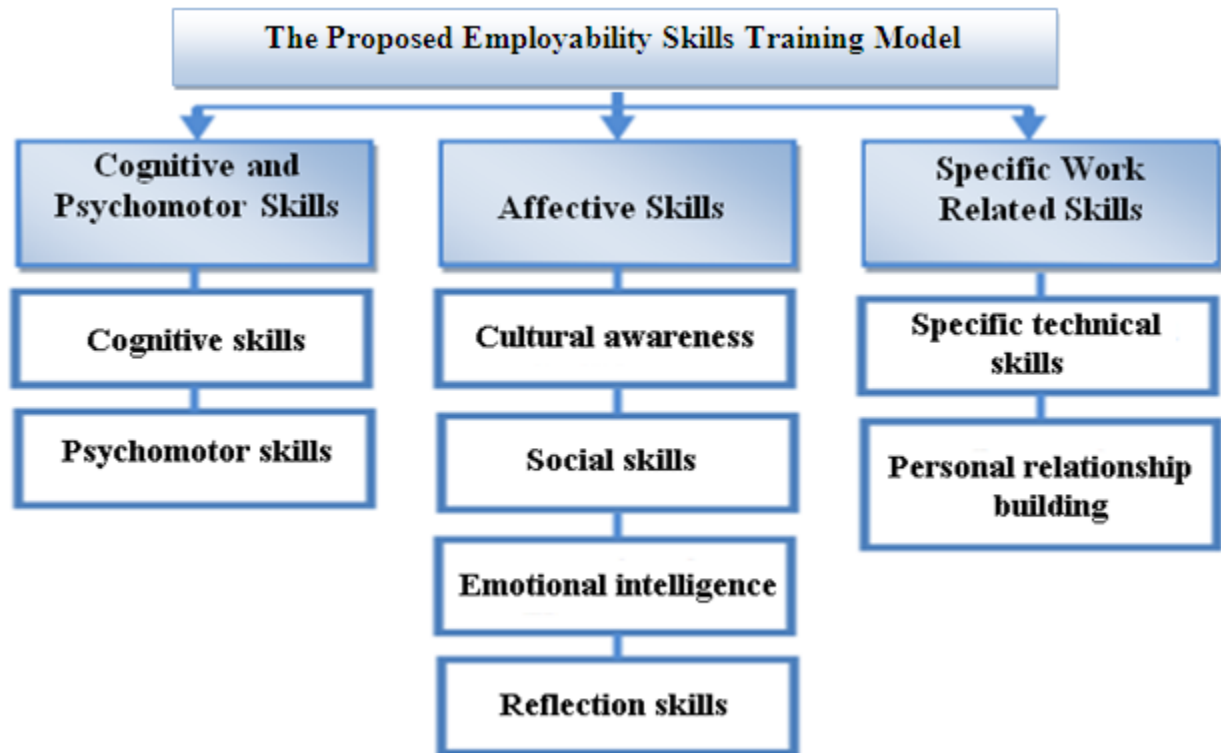 The Proposed Employability Skills Training Model
Cognitive and
Psychomotor Skills
Cognitive skills
Psychomotor skills
Affective Skills
Cultural awareness
Social skills
Emotional intelligence
Reflection skills
Specific Work
Related Skills
Specific technical
skills
Personal relationship
building